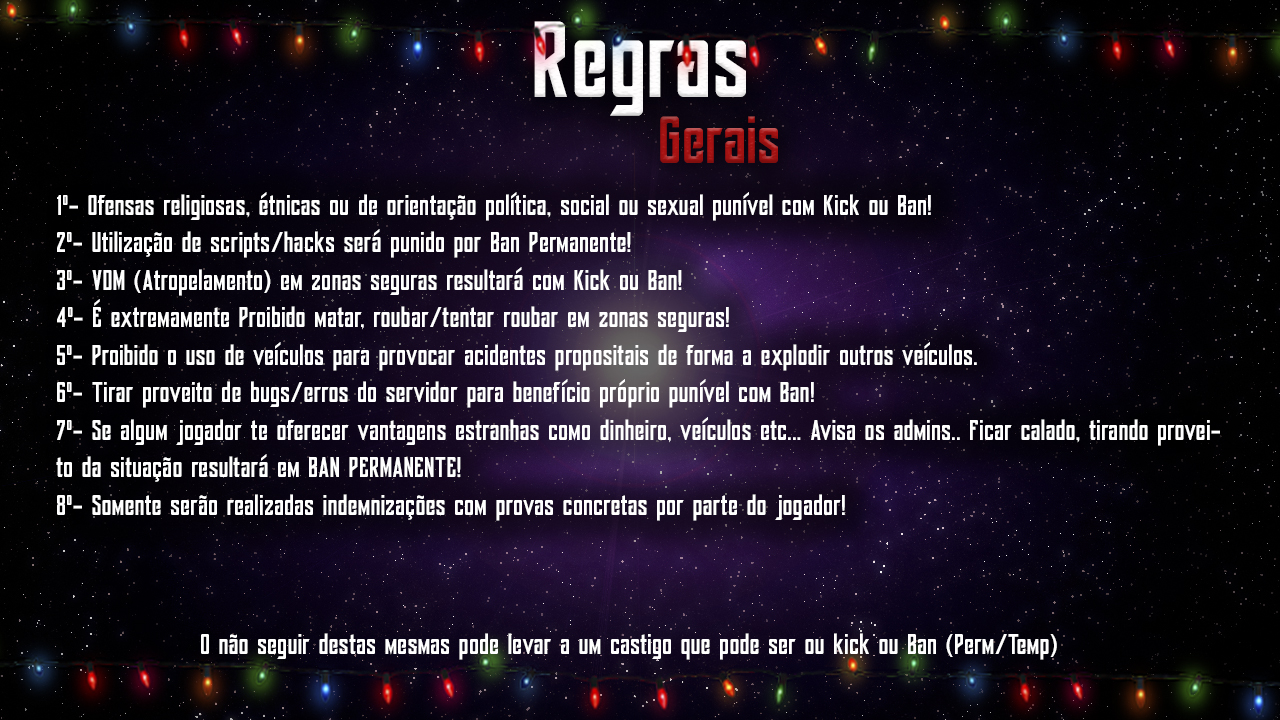 Regras
Gerais
1º- Ofensas religiosas, étnicas ou de orientação política, social ou sexual punível com Kick ou Ban!
2º- Utilização de scripts/hacks será punido por Ban Permanente!
3º- VDM (Atropelamento) em zonas seguras resultará com Kick ou Ban!
4º- É extremamente Proibido matar, roubar/tentar roubar em zonas seguras!
5º- Proibido o uso de veículos para provocar acidentes propositais de forma a explodir outros veículos.
6º- Tirar proveito de bugs/erros do servidor para benefício próprio punível com Ban!
7º- Se algum jogador te oferecer vantagens estranhas como dinheiro, veículos etc... Avisa os admins.. Ficar calado, tirando provei-
to da situação resultará em BAN PERMANENTE!
8º- Somente serão realizadas indemnizações com provas concretas por parte do jogador!
O não seguir destas mesmas pode levar a um castigo que pode ser ou kick ou Ban (Perm/Temp)